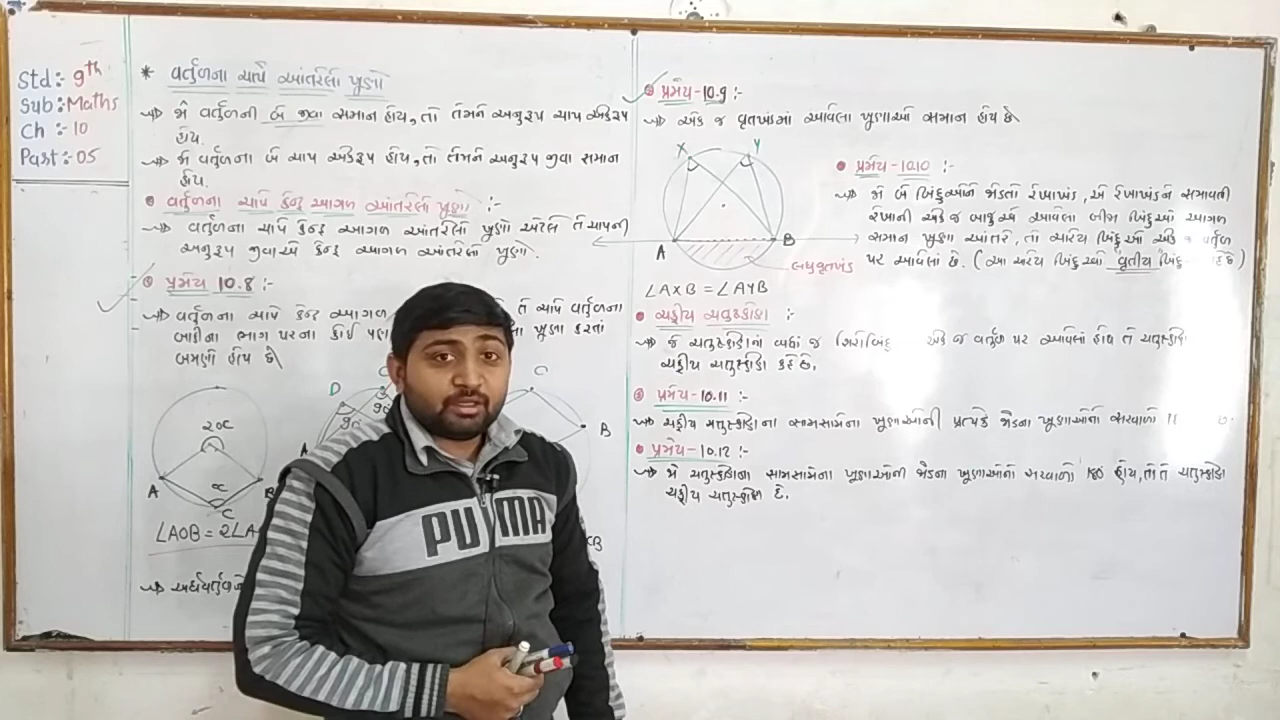 Std:- 9th
Sub:Maths
Ch :- 10
Part:-05
* વર્તુળના ચાપે આંતરેલા ખૂણા
જો વર્તુળની બે જીવા સમાન હોય, તો તેમને અનુરૂપ ચાપ એકરૂપ
હોય.
જો વર્તુળના બે ચાપ એકરૂપ હોય, તો તેમને અનુરૂપ જીવા સમાન
હોય.
વર્તુળના ચાપે કેન્દ્ર આગળ આંતરેલા ખૂણા :-
વર્તુળના ચાપે કેન્દ્ર આગળ આંતરેલા ખૂણા એટલે તે ચાપની
અનુરૂપ જીવાએ કેન્દ્ર આગળ આંતરેલા ખૂણા.
પ્રમેય 10.8 :-
વર્તુળના ચાપે કેન્દ્ર આગળ તે ચાપે વર્તુળના
બાકીના ભાગ પરના કોઈ ખૂણા કરતાં
બમણો હોય છે
2x
x
A
B
C
∠AOB = 2∠A
D
C
90
90
A
C
B
CB
અર્ધવર્તુળ
પ્રમેય-10.9 :-
એક જ વૃતખંડમાં આવેલા ખૂણાઓ સમાન હોય છે
X
Y
A
B
લઘુવૃતખંડ
∠AXB = ∠AYB
પ્રમેય-10.10 :-
જો બે બિંદુઓને જોડતો રેખાખંડ, એ રેખાખંડને સમાવતી
રેખાની એક જ બાજુએ આવેલા બીજા બિંદુઓ આગળ
સમાન ખૂણા આંતરે, તો ચારેય બિંદુઓ એક જ વર્તુળ
પર આવેલાં છે. (આ ચારેય બિંદુઓ વૃતીય બિંદુ છે)
ચક્રીય ચતુષ્કોણ :-
જે ચતુષ્કોણનાં બધાં જ શિરોબિંદુ એક જ વર્તુળ પર આવેલાં હોય તે ચતુષ્કોણ
ચક્રીય ચતુષ્કોણ કહે છે.
પ્રમેય-10.11 :-
ચક્રીય ચતુષ્કોણના સામસામેના ખૂણાઓની પ્રત્યેક જોડના ખૂણાઓનો સરવાળો
પ્રમેય-10.12 :-
જો ચતુષ્કોણના સામસામેના ખૂણાઓની જોડના ખૂણાઓનો સરવાળો 180 હોય, તો તે ચતુષ્કોણ
ચક્રીય ચતુષ્કોણ છે.
PUMA